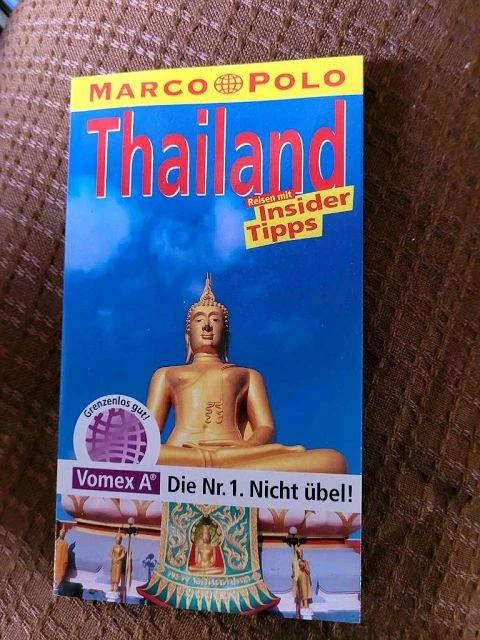 MARCO POLO
Thailand
Reisen mit
Insider
Tipps
Grenzenlos gut!
Vomex A® Die Nr. 1. Nicht übel!